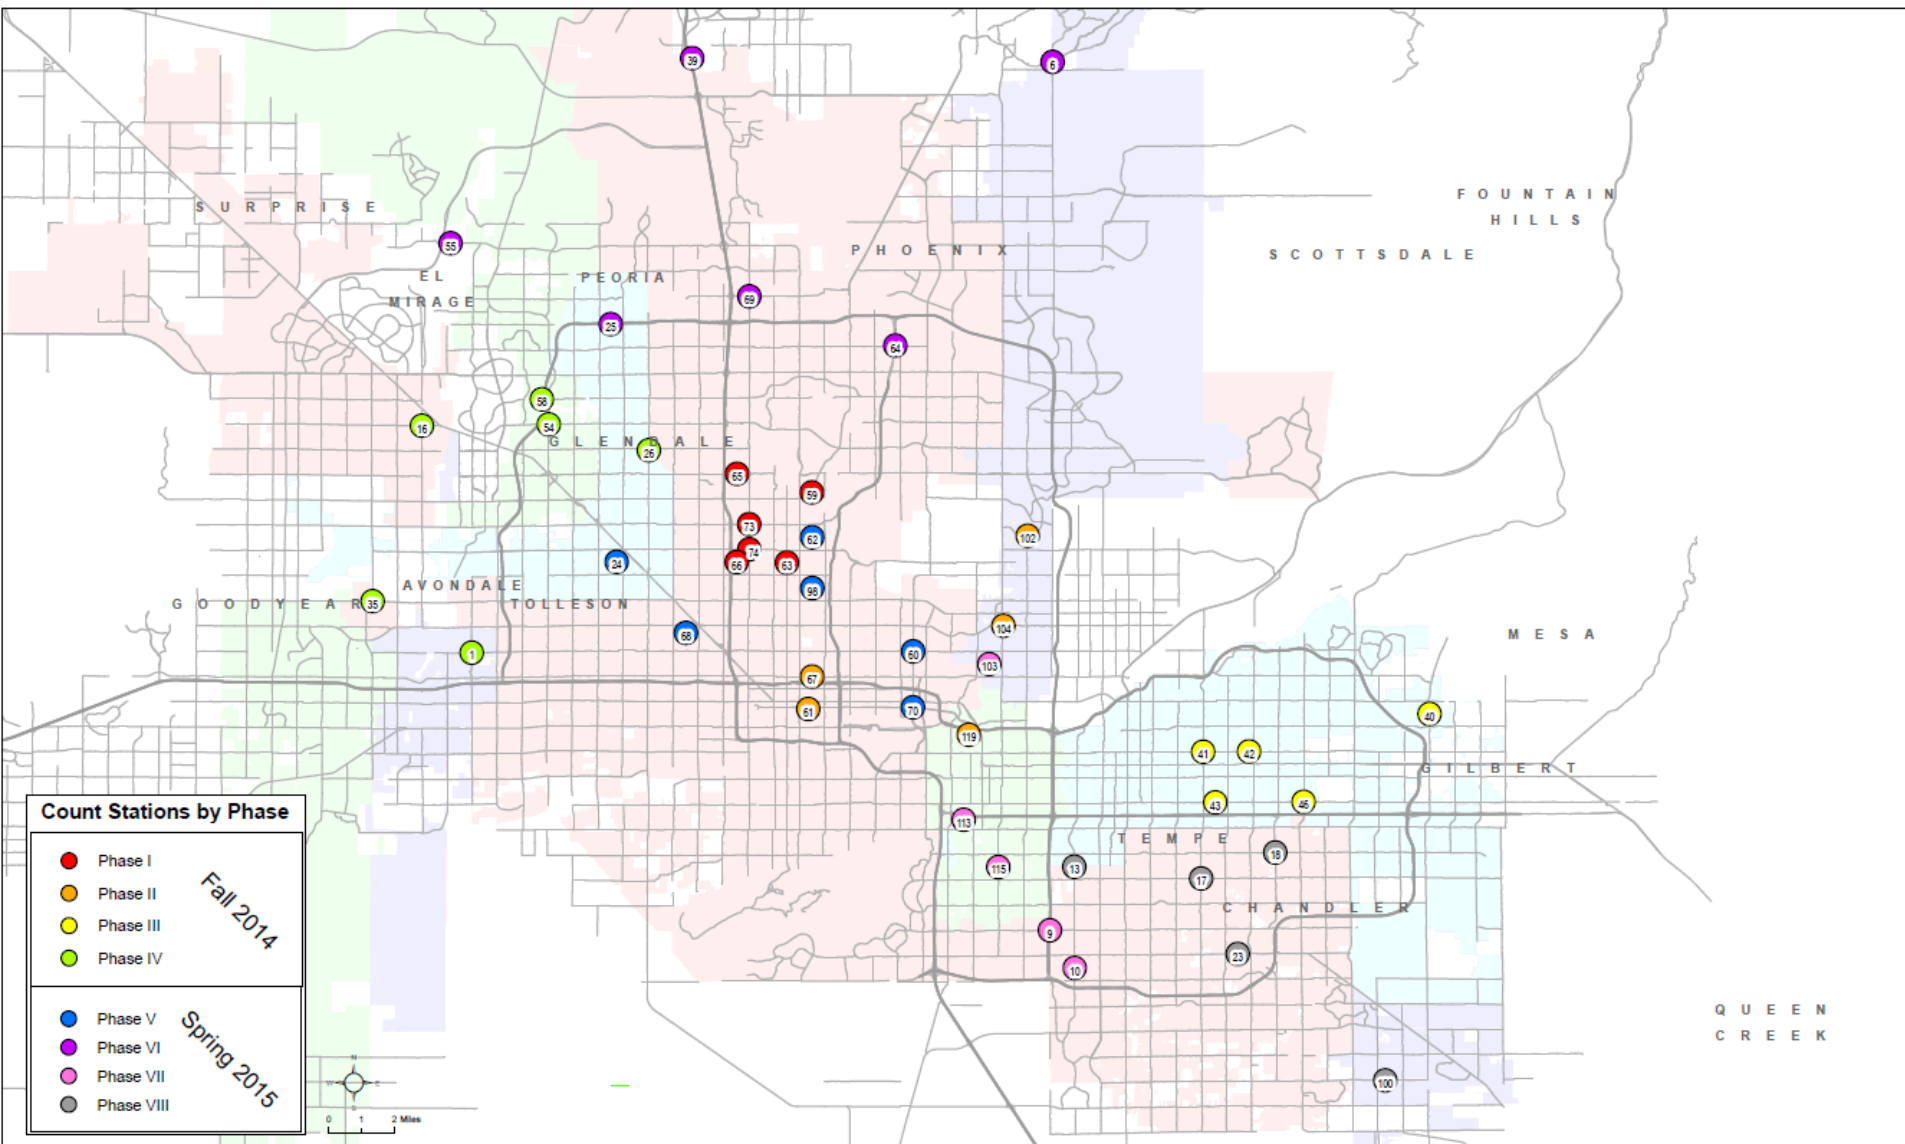 39
6
SURPRISE
FOUNTAIN
HILLS
55
PHOENIX
SCOTTSDALE
EL
MIRAGE
PEORIA
69
25
64
58
16
54
GLENDALE
26
65
59
73
62
102
74
66
63
24
98
AVONDALE
GOODYEAR
35
TOLLESON
104
68
MESA
1
60
103
67
61
70
40
119
41
42
GILBERT
43
46
113
TEMPE
18
115
13
17
CHANDLER
9
23
10
QUEEN
CREEK
100
Count Stations by Phase
Phase I
Phase II
Phase III
Phase IV
Fall 2014
Phase V
Phase VI
Phase VII
Phase VIII
Spring 2015
N
W
E
S
0 1 2 Miles